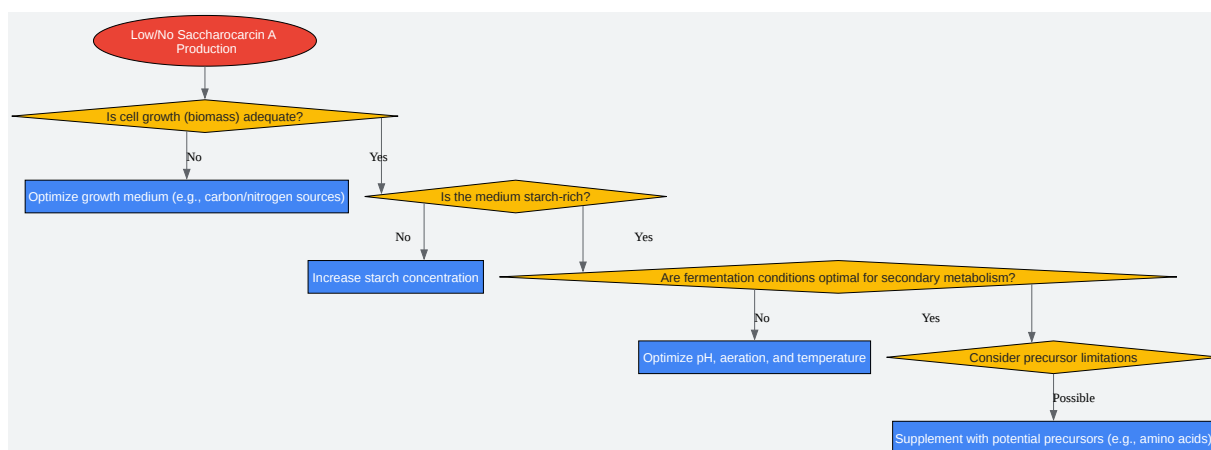 Low/No Saccharocarcin A
Production
Is cell growth (biomass) adequate?
No
Yes
Optimize growth medium (e.g., carbon/nitrogen sources)
Is the medium starch-rich?
No
Yes
Increase starch concentration
Are fermentation conditions optimal for secondary metabolism?
No
Yes
Optimize pH, aeration, and temperature
Consider precursor limitations
Possible
Supplement with potential precursors (e.g., amino acids)